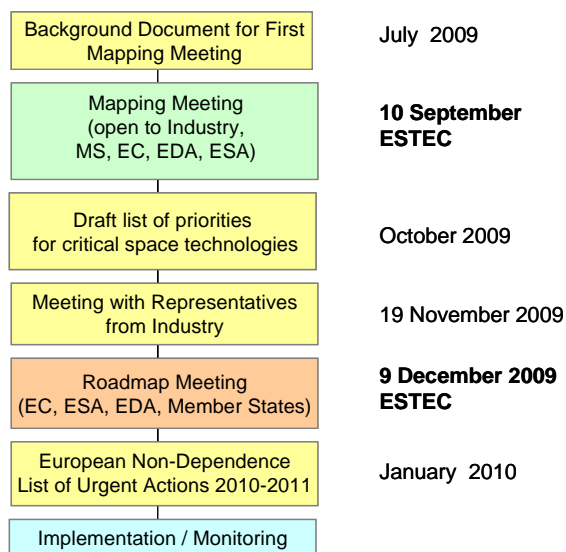 Background Document for First
Mapping Meeting
July 2009
Mapping Meeting
(open to Industry,
MS, EC, EDA, ESA)
10 September
ESTEC
Draft list of priorities
for critical space technologies
October 2009
Meeting with Representatives
from Industry
19 November 2009
Roadmap Meeting
(EC, ESA, EDA, Member States)
9 December 2009
ESTEC
European Non-Dependence
List of Urgent Actions 2010-2011
January 2010
Implementation / Monitoring